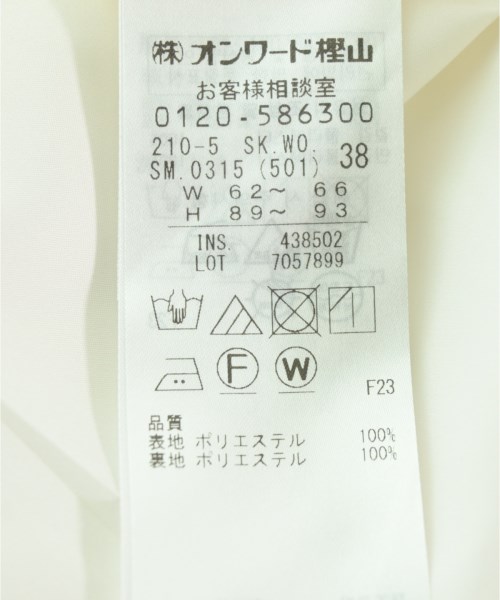 (株)オンワード樫山
お客様相談室
0120-586300
210-5 SK.WO.
SM.0315 (501) 38
W 62～ 66
H 89～ 93
INS. 438502
LOT 7057899
F W
F23
品質
表地 ポリエステル 100%
裏地 ポリエステル 100%